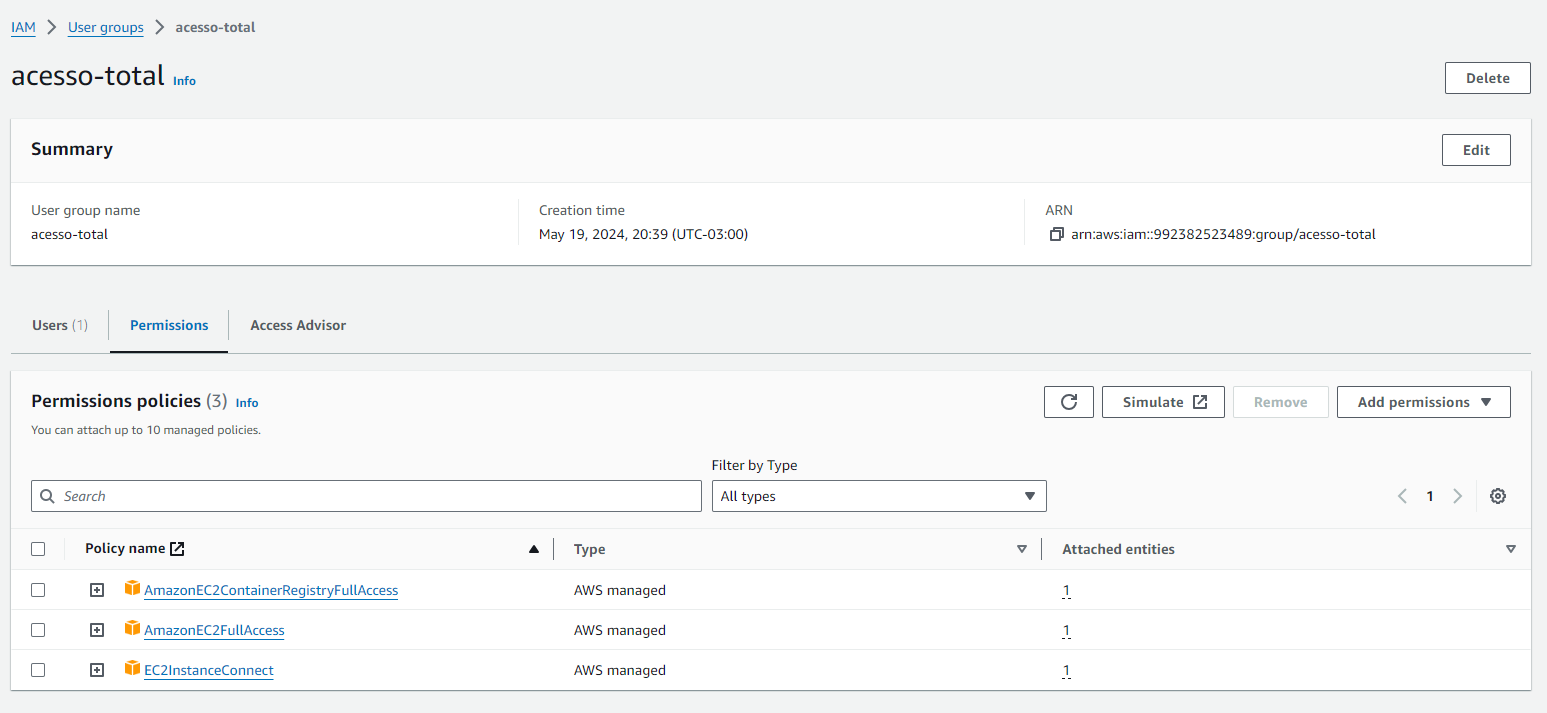 IAM > User groups > acesso-total
acesso-total Info
Delete
Summary
Edit
User group name
acesso-total
Creation time
May 19, 2024, 20:39 (UTC-03:00)
ARN
arn:aws:iam::992382523489:group/acesso-total
Users (1) Permissions Access Advisor
Permissions policies (3) Info
You can attach up to 10 managed policies.
Simulate Remove Add permissions
Filter by Type
Search All types 1
Policy name Type Attached entities
AmazonEC2ContainerRegistryFullAccess AWS managed 1
AmazonEC2FullAccess AWS managed 1
EC2InstanceConnect AWS managed 1